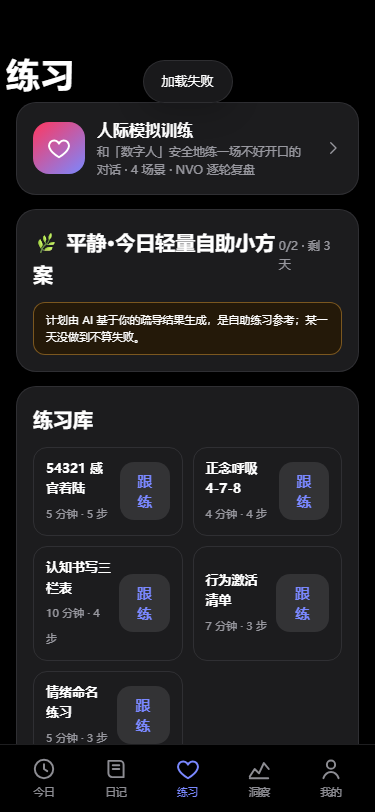 练习
加载失败
人际模拟训练
和「数字人」安全地练一场不好开口的
对话 · 4 场景 · NVO 逐轮复盘
平静·今日轻量自助小方
案
0/2 · 剩 3
天
计划由 AI 基于你的疏导结果生成，是自助练习参考；某一
天没做到不算失败。
练习库
54321 感
官着陆
5 分钟 · 5 步
跟
练
正念呼吸
4-7-8
4 分钟 · 4 步
跟
练
认知书写三
栏表
10 分钟 · 4
步
跟
练
行为激活
清单
7 分钟 · 3 步
跟
练
情绪命名
练习
5 分钟 · 3 步
跟
练
今日
日记
练习
洞察
我的